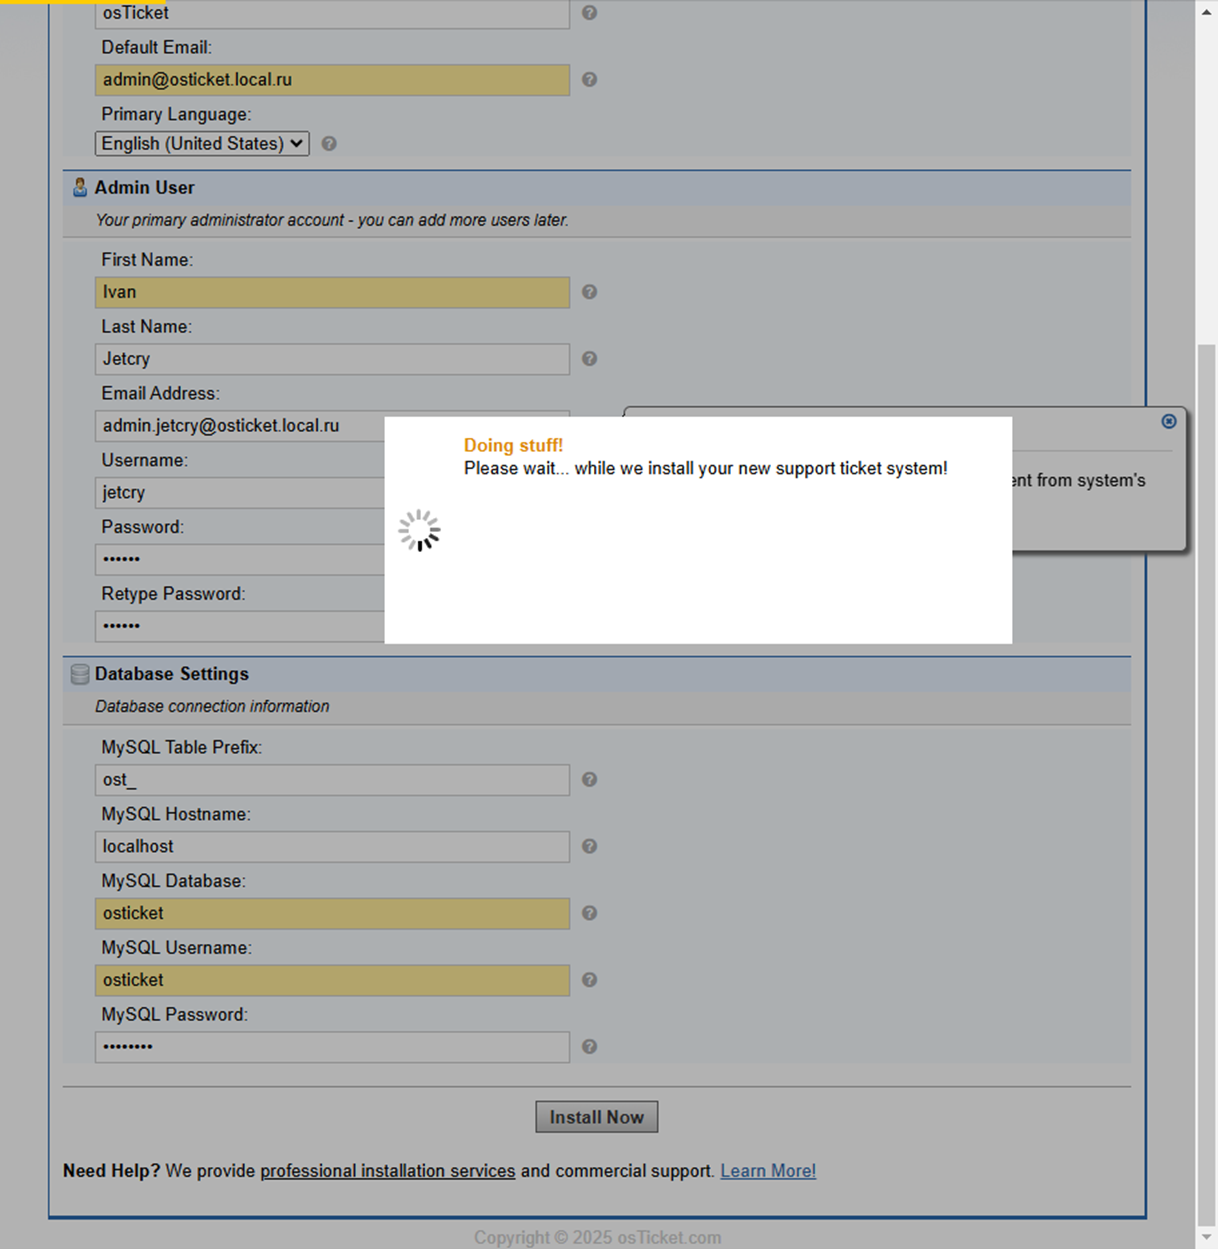 osTicket
Default Email:
admin@osticket.local.ru
Primary Language:
English (United States)
Admin User
Your primary administrator account - you can add more users later.
First Name:
Ivan
Last Name:
Jetcry
Email Address:
admin.jetcry@osticket.local.ru
Doing stuff!
Please wait... while we install your new support ticket system!
ent from system's
Username:
jetcry
Password:
••••••
Retype Password:
••••••
Database Settings
Database connection information
MySQL Table Prefix:
ost_
MySQL Hostname:
localhost
MySQL Database:
osticket
MySQL Username:
osticket
MySQL Password:
••••••••
Install Now
Need Help? We provide professional installation services and commercial support. Learn More!
Copyright © 2025 osTicket.com